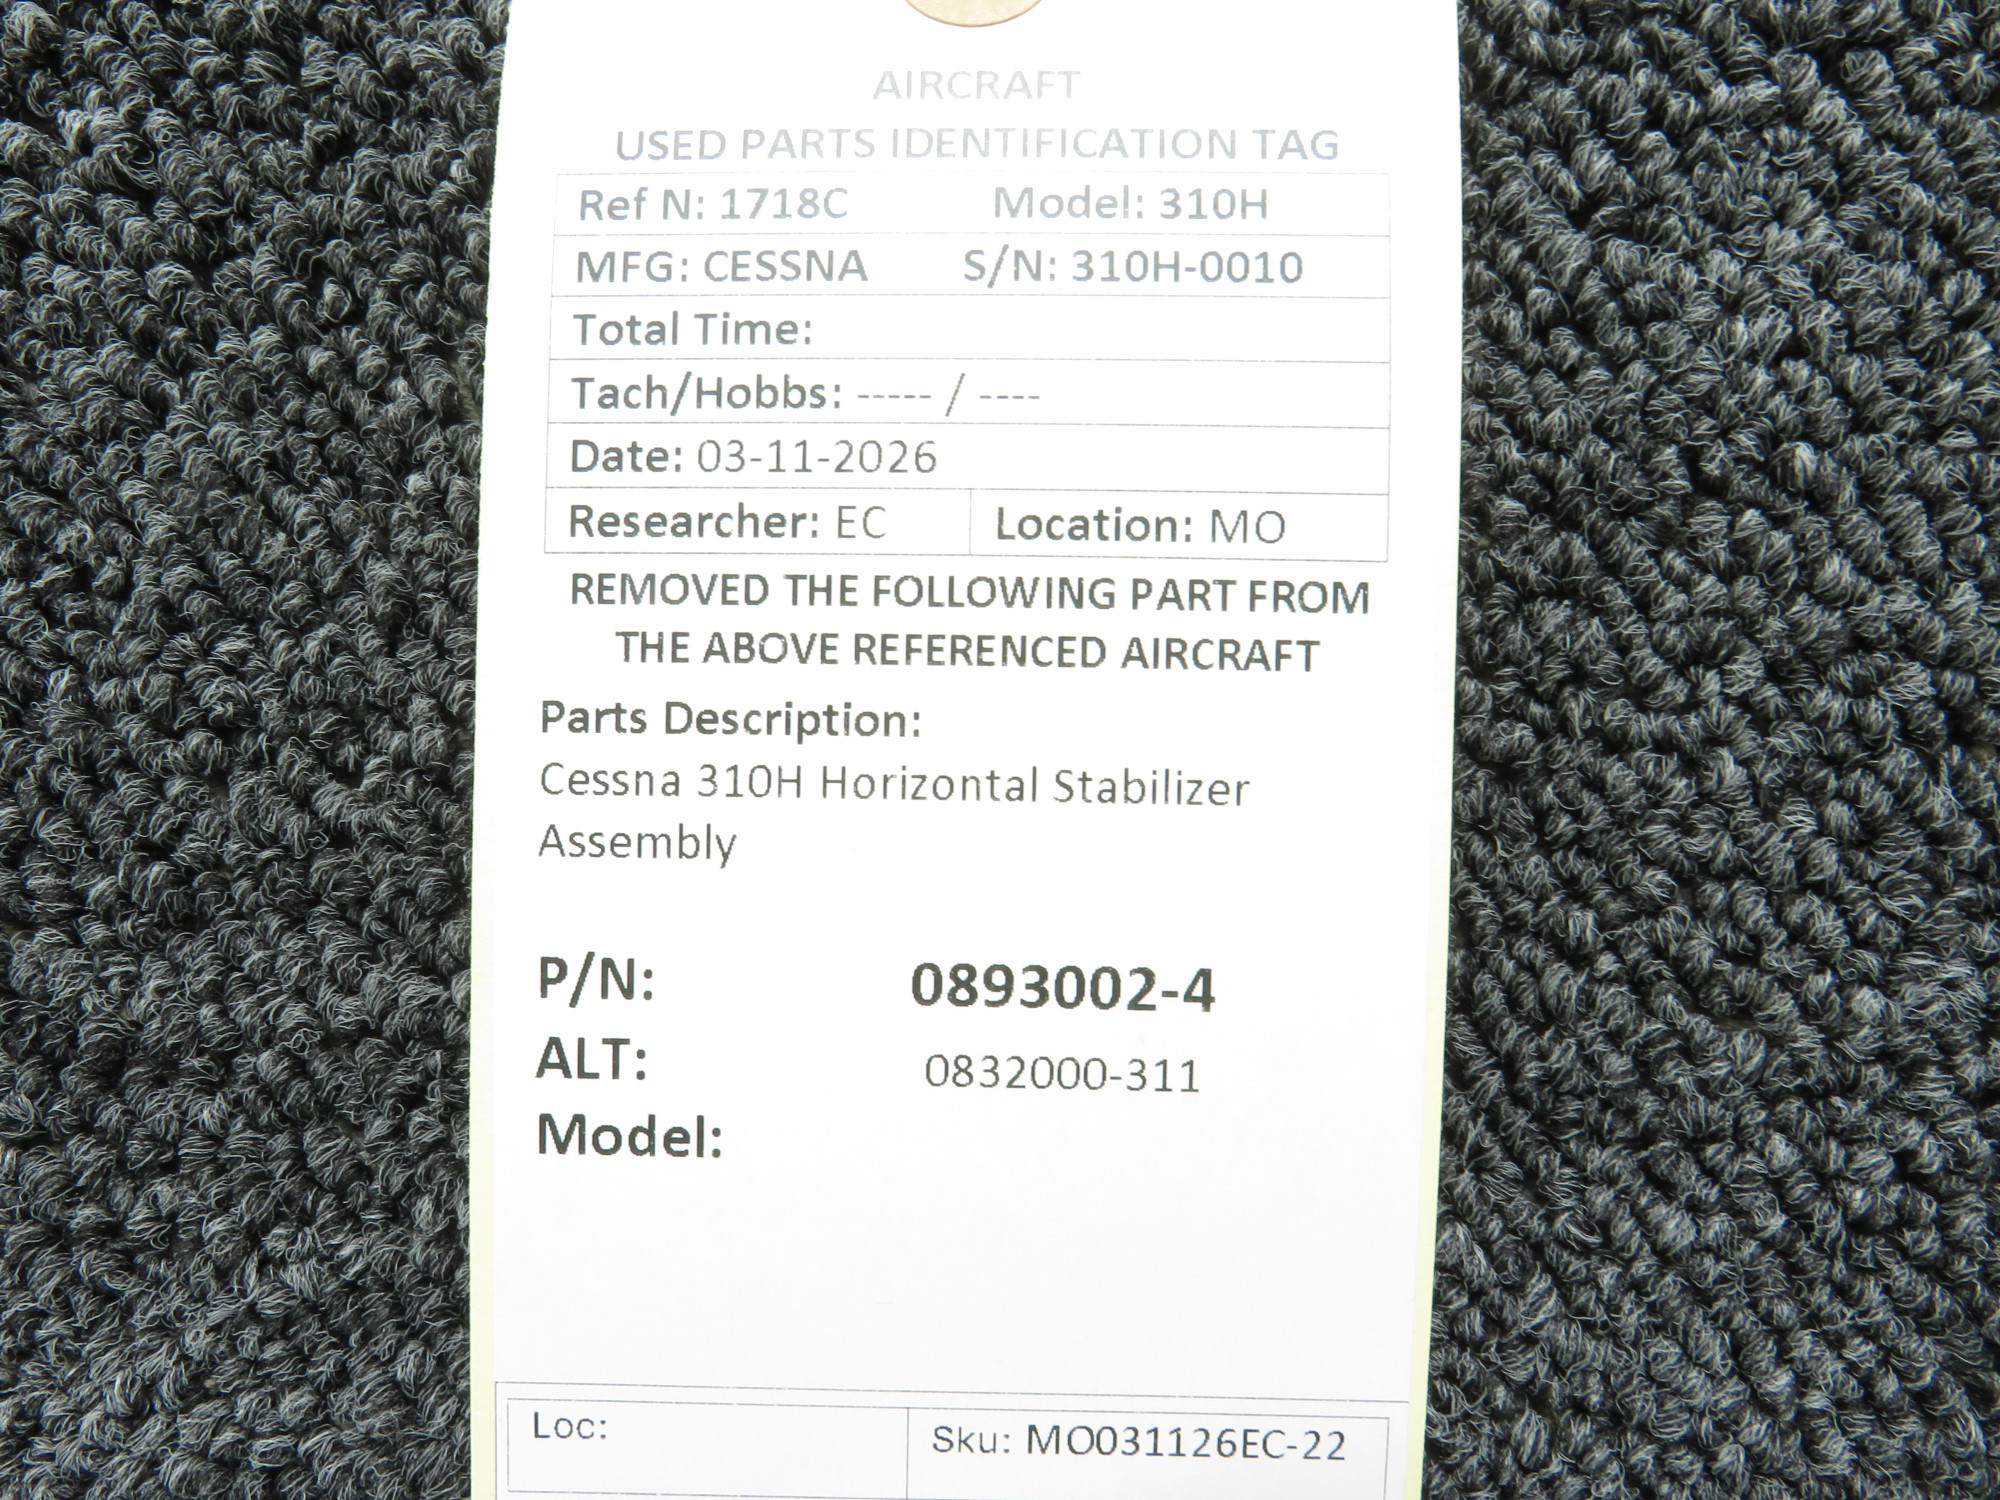 AIRCRAFT
USED PARTS IDENTIFICATION TAG
Ref N: 1718C Model: 310H
MFG: CESSNA S/N: 310H-0010
Total Time:
Tach/Hobbs: ----- / ----
Date: 03-11-2026
Researcher: EC Location: MO
REMOVED THE FOLLOWING PART FROM
THE ABOVE REFERENCED AIRCRAFT
Parts Description:
Cessna 310H Horizontal Stabilizer
Assembly
P/N: 0893002-4
ALT: 0832000-311
Model:
Loc: Sku: MO031126EC-22